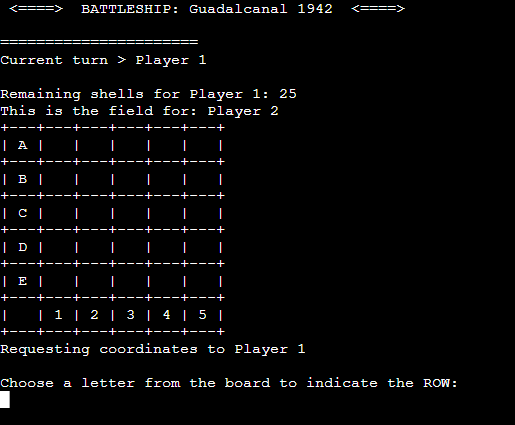 <====>  BATTLESHIP: Guadalcanal 1942  <====>
======================
Current turn > Player 1
Remaining shells for Player 1: 25
This is the field for: Player 2
+---+---+---+---+---+---+
| A |   |   |   |   |   |
+---+---+---+---+---+---+
| B |   |   |   |   |   |
+---+---+---+---+---+---+
| C |   |   |   |   |   |
+---+---+---+---+---+---+
| D |   |   |   |   |   |
+---+---+---+---+---+---+
| E |   |   |   |   |   |
+---+---+---+---+---+---+
|   | 1 | 2 | 3 | 4 | 5 |
+---+---+---+---+---+---+
Requesting coordinates to Player 1
Choose a letter from the board to indicate the ROW: